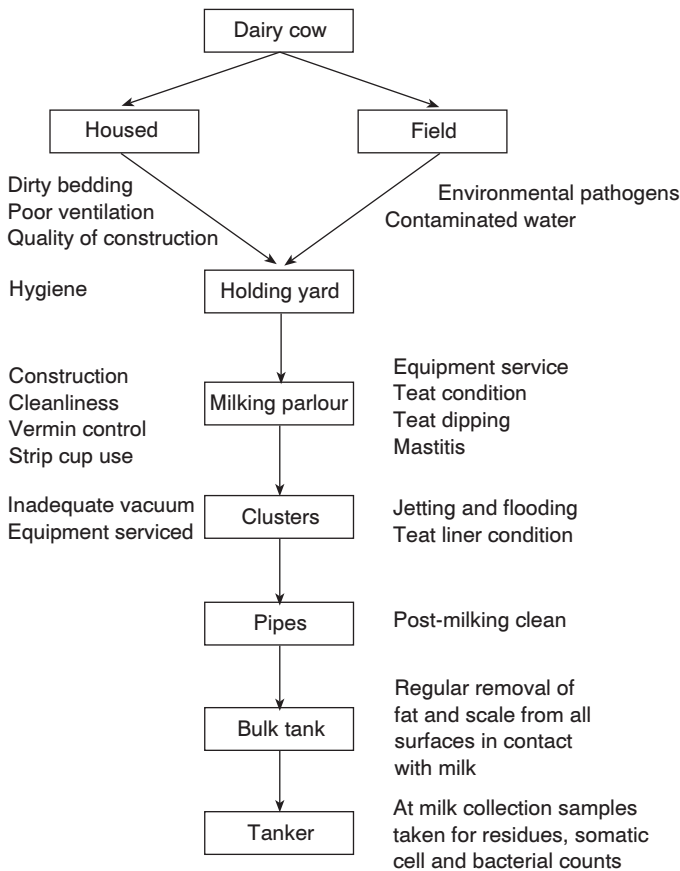 Dairy cow
Housed
Field
Dirty bedding
Poor ventilation
Quality of construction
Environmental pathogens
Contaminated water
Hygiene
Holding yard
Construction
Cleanliness
Vermin control
Strip cup use
Milking parlour
Equipment service
Teat condition
Teat dipping
Mastitis
Inadequate vacuum
Equipment serviced
Clusters
Jetting and flooding
Teat liner condition
Pipes
Post-milking clean
Bulk tank
Regular removal of
fat and scale from all
surfaces in contact
with milk
Tanker
At milk collection samples
taken for residues, somatic
cell and bacterial counts